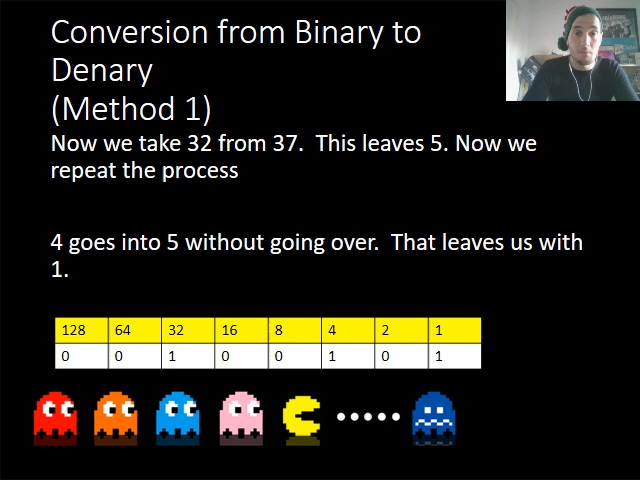 Conversion from Binary to
Denary
(Method 1)
Now we take 32 from 37.  This leaves 5. Now we
repeat the process
4 goes into 5 without going over.  That leaves us with
1.
128 64 32 16 8 4 2 1
0 0 1 0 0 1 0 1